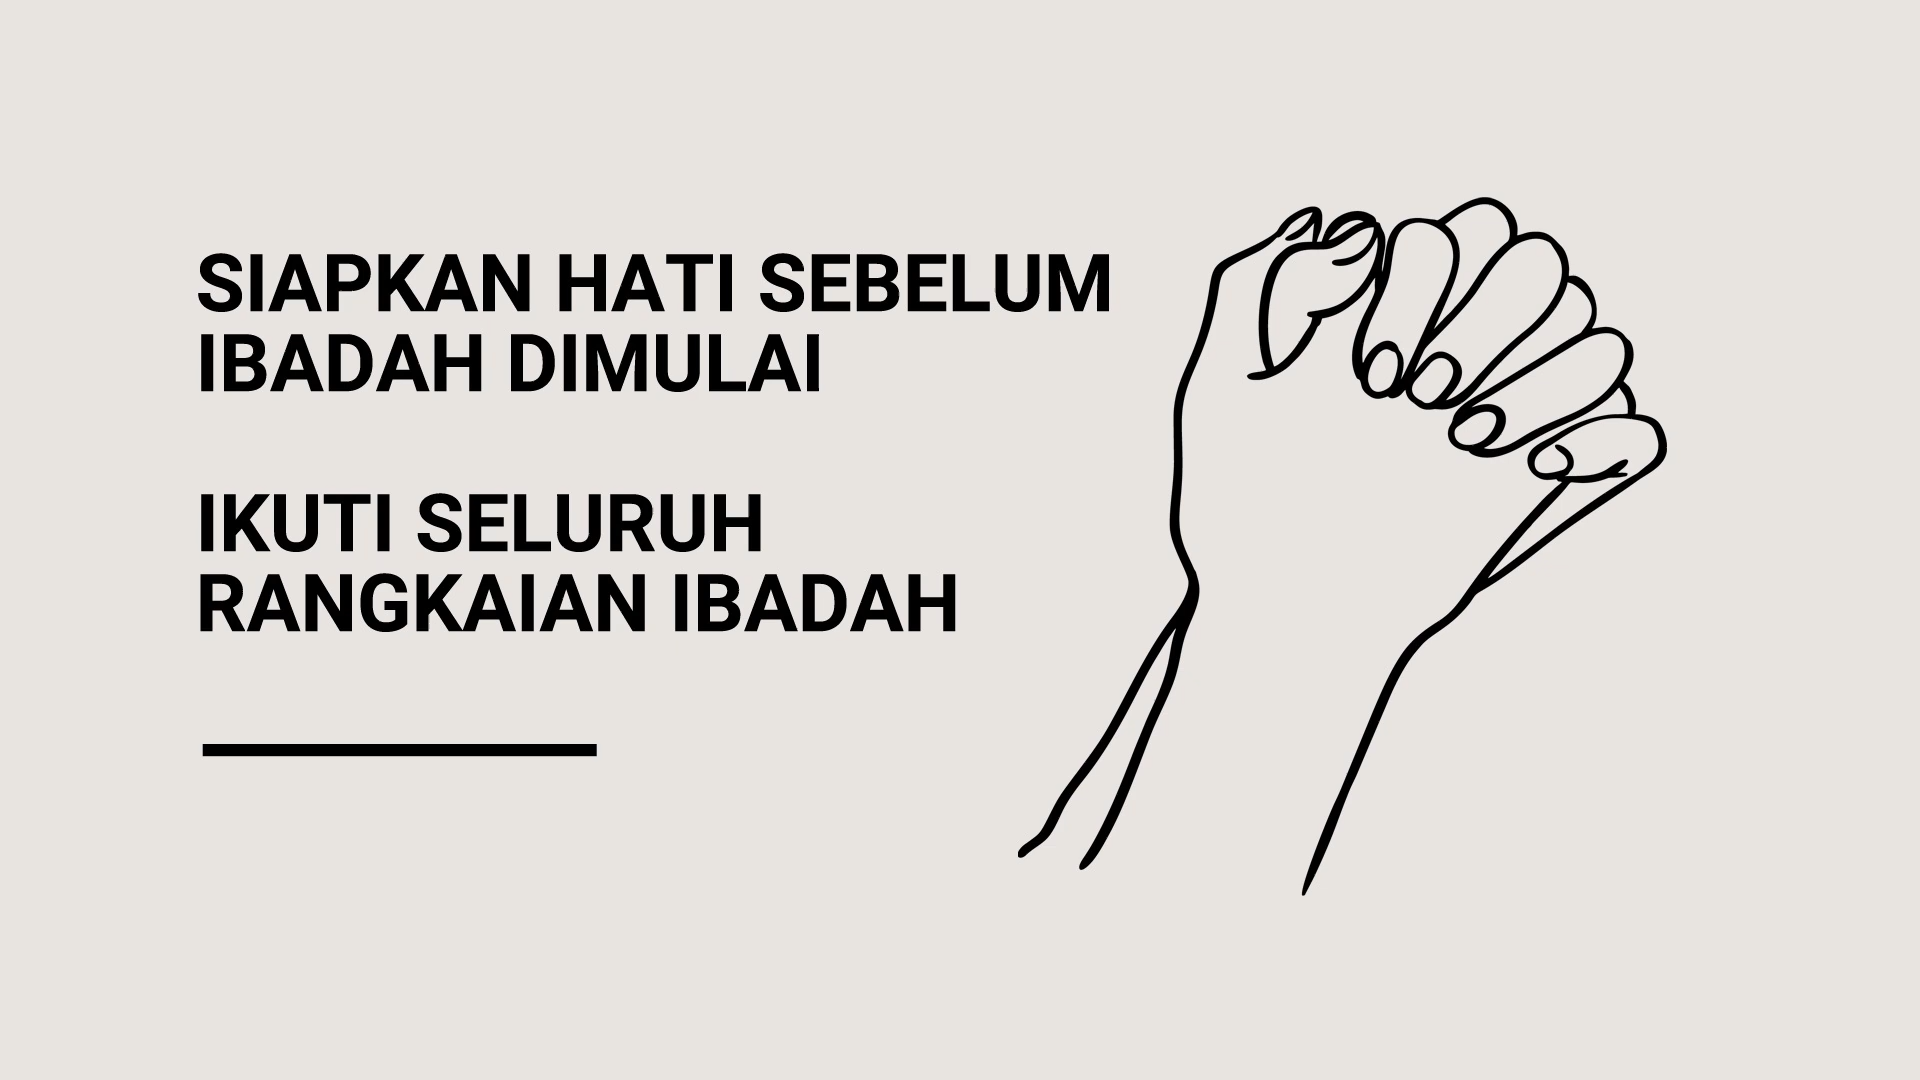 SIAPKAN HATI SEBELUM
IBADAH DIMULAI
IKUTI SELURUH
RANGKAIAN IBADAH